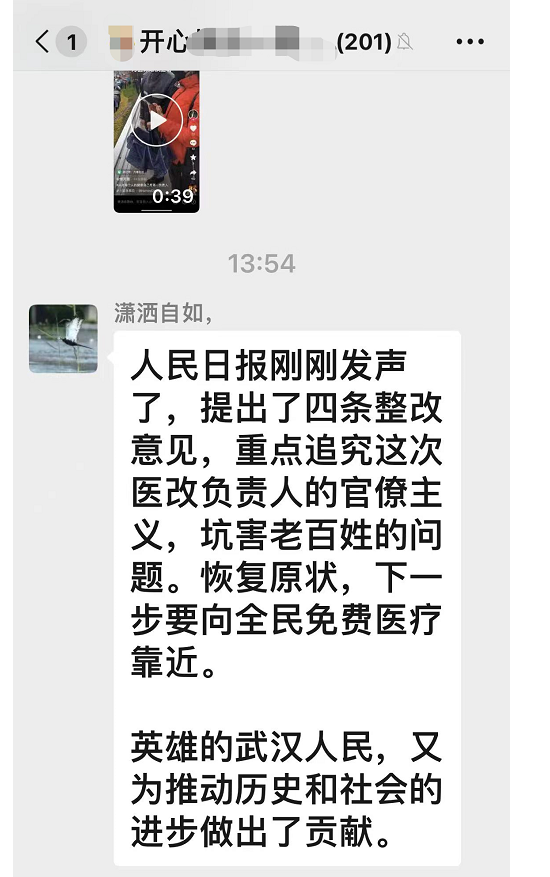 1 开心 (201)
0:39
13:54
潇洒自如，
人民日报刚刚发声
了，提出了四条整改
意见，重点追究这次
医改负责人的官僚主
义，坑害老百姓的问
题。恢复原状，下一
步要向全民免费医疗
靠近。
英雄的武汉人民，又
为推动历史和社会的
进步做出了贡献。